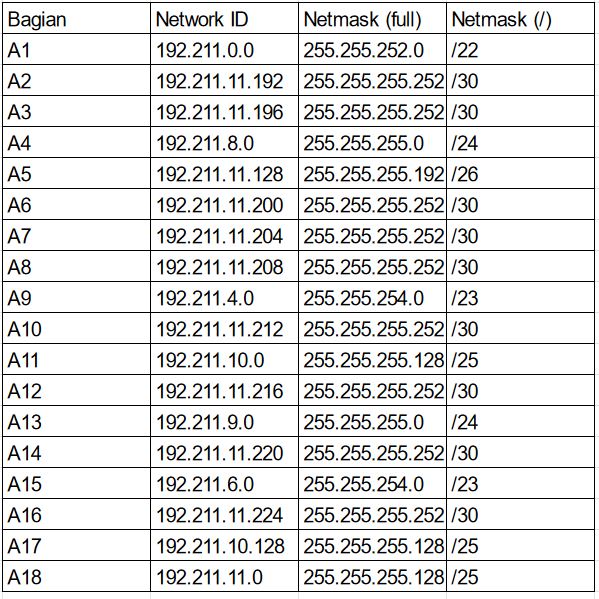 Bagian Network ID Netmask (full) Netmask (/)
A1 192.211.0.0 255.255.252.0 /22
A2 192.211.11.192 255.255.255.252 /30
A3 192.211.11.196 255.255.255.252 /30
A4 192.211.8.0 255.255.255.0 /24
A5 192.211.11.128 255.255.255.192 /26
A6 192.211.11.200 255.255.255.252 /30
A7 192.211.11.204 255.255.255.252 /30
A8 192.211.11.208 255.255.255.252 /30
A9 192.211.4.0 255.255.254.0 /23
A10 192.211.11.212 255.255.255.252 /30
A11 192.211.10.0 255.255.255.128 /25
A12 192.211.11.216 255.255.255.252 /30
A13 192.211.9.0 255.255.255.0 /24
A14 192.211.11.220 255.255.255.252 /30
A15 192.211.6.0 255.255.254.0 /23
A16 192.211.11.224 255.255.255.252 /30
A17 192.211.10.128 255.255.255.128 /25
A18 192.211.11.0 255.255.255.128 /25